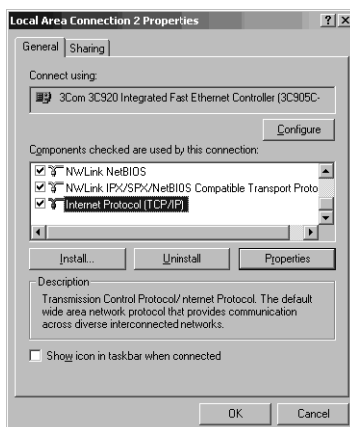 Local Area Connection 2 Properties
General Sharing
Connect using:
3Com 3C920 Integrated Fast Ethernet Controller (3C905C-
Configure
Components checked are used by this connection:
NWLink NetBIOS
NWLink IPX/SPX/NetBIOS Compatible Transport Proto
Internet Protocol (TCP/IP)
Install... Uninstall Properties
Description
Transmission Control Protocol/Internet Protocol. The default
wide area network protocol that provides communication
across diverse interconnected networks.
Show icon in taskbar when connected
OK Cancel